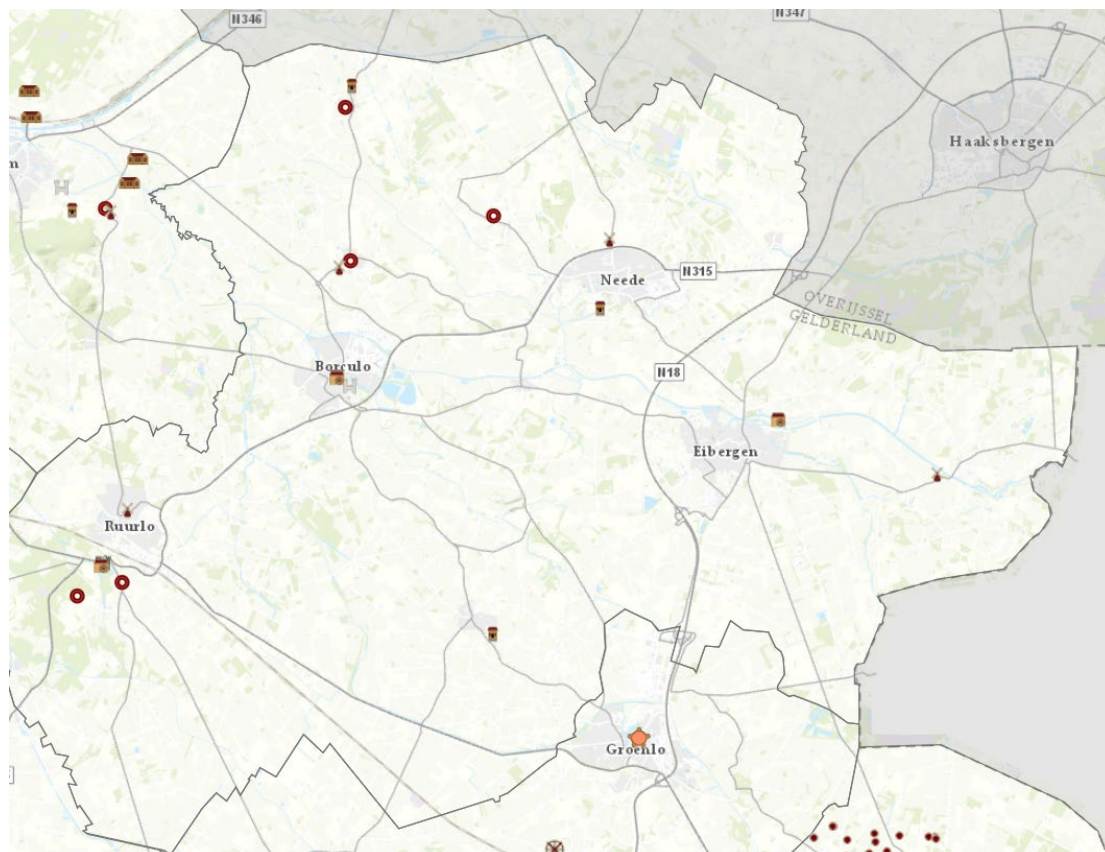 N346
N347
Haaksbergen
m
Neede
N315
OVERIJSSEL
GELDERLAND
Borculo
N18
Eibergen
Ruurlo
Groenlo